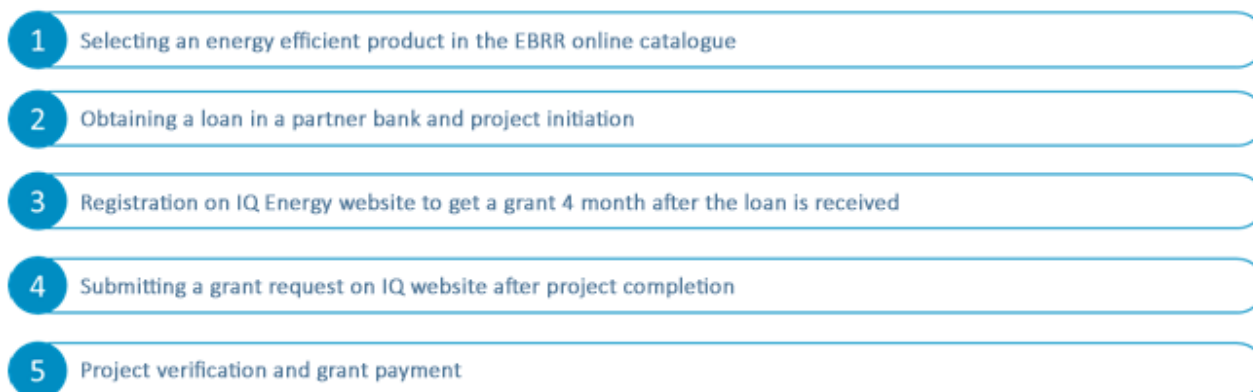 1 Selecting an energy efficient product in the EBRR online catalogue
2 Obtaining a loan in a partner bank and project initiation
3 Registration on IQ Energy website to get a grant 4 month after the loan is received
4 Submitting a grant request on IQ website after project completion
5 Project verification and grant payment